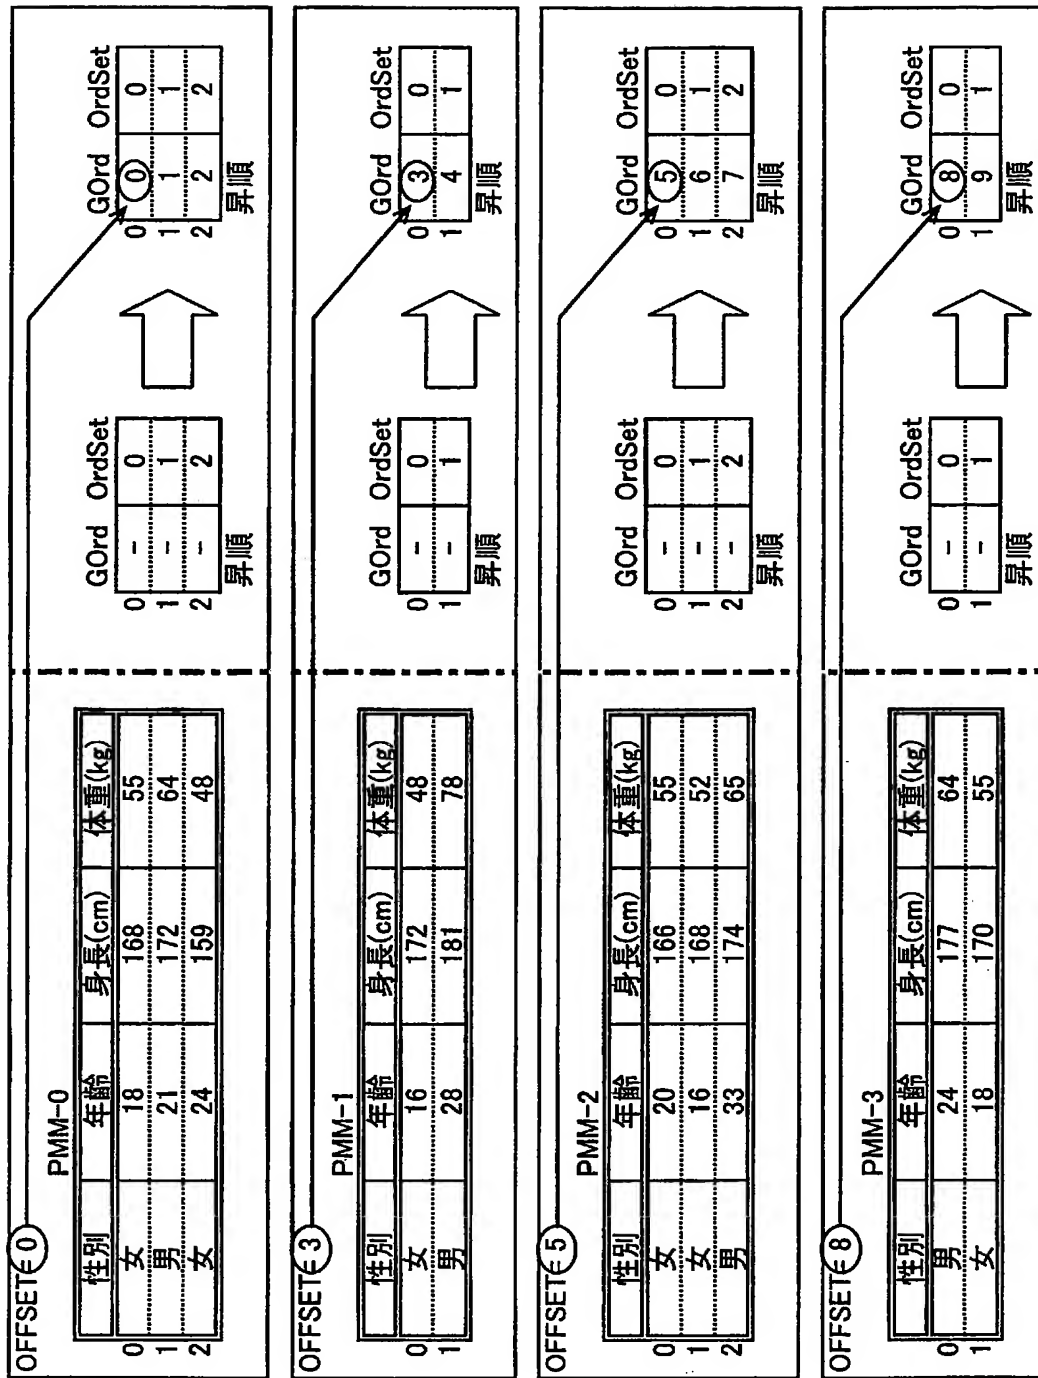 OFFSET=0
PMM-0
性別 年齢 身長(cm) 体重(kg)
0 女 18 168 55
1 男 21 172 64
2 女 24 159 48
GOrd OrdSet
0 - 0
1 - 1
2 - 2
昇順
GOrd OrdSet
0 0 0
1 1 1
2 2 2
昇順
OFFSET=3
PMM-1
性別 年齢 身長(cm) 体重(kg)
0 女 16 172 48
1 男 28 181 78
GOrd OrdSet
0 - 0
1 - 1
昇順
GOrd OrdSet
0 3 0
1 4 1
昇順
OFFSET=5
PMM-2
性別 年齢 身長(cm) 体重(kg)
0 女 20 166 55
1 女 16 168 52
2 男 33 174 65
GOrd OrdSet
0 - 0
1 - 1
2 - 2
昇順
GOrd OrdSet
0 5 0
1 6 1
2 7 2
昇順
OFFSET=8
PMM-3
性別 年齢 身長(cm) 体重(kg)
0 男 24 177 64
1 女 18 170 55
GOrd OrdSet
0 - 0
1 - 1
昇順
GOrd OrdSet
0 8 0
1 9 1
昇順